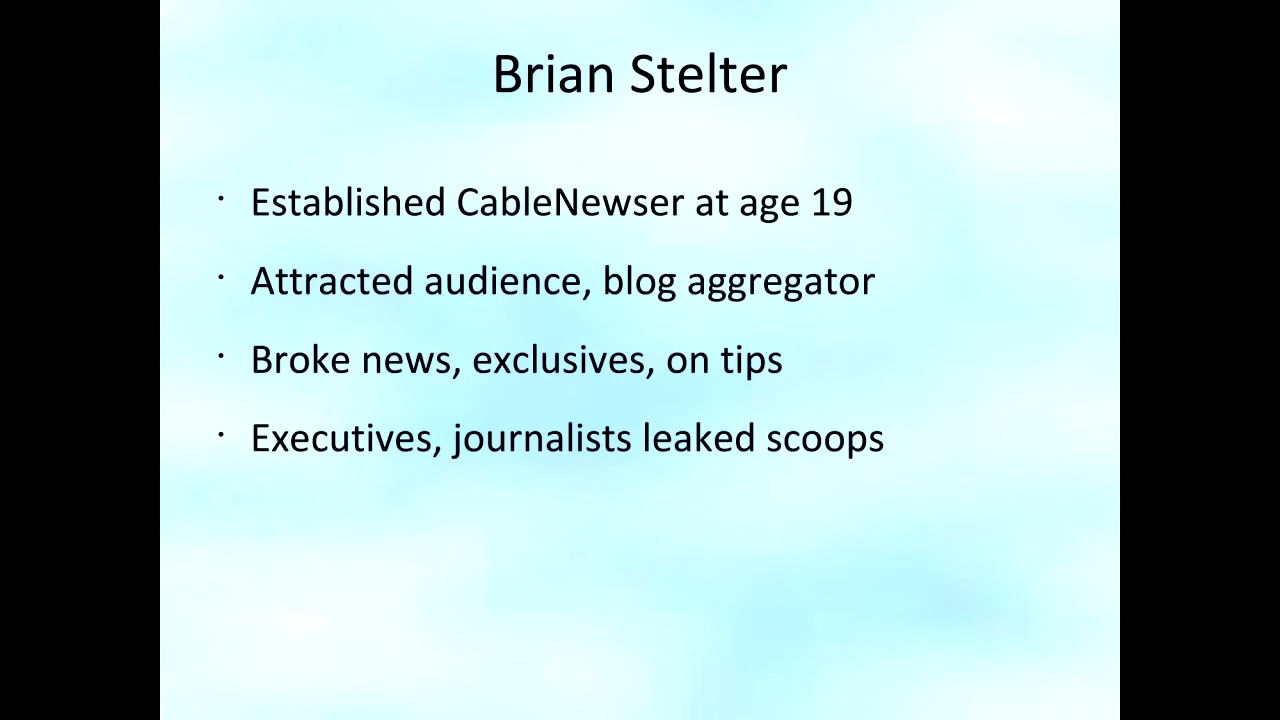 Brian Stelter
· Established CableNewser at age 19
· Attracted audience, blog aggregator
· Broke news, exclusives, on tips
· Executives, journalists leaked scoops